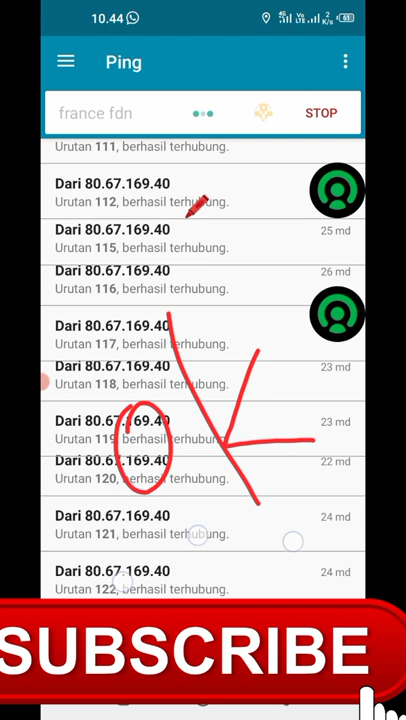 10.44
4G
Vo
LTE
2
K/s
61
Ping
france fdn
STOP
Urutan 111, berhasil terhubung.
Dari 80.67.169.40
Urutan 112, berhasil terhubung.
Dari 80.67.169.40
25 md
Urutan 115, berhasil terhubung.
Dari 80.67.169.40
26 md
Urutan 116, berhasil terhubung.
Dari 80.67.169.40
Urutan 117, berhasil terhubung.
Dari 80.67.169.40
23 md
Urutan 118, berhasil terhubung.
Dari 80.67.169.40
23 md
Urutan 119, berhasil terhubung.
Dari 80.67.169.40
22 md
Urutan 120, berhasil terhubung.
Dari 80.67.169.40
24 md
Urutan 121, berhasil terhubung.
Dari 80.67.169.40
24 md
Urutan 122, berhasil terhubung.
SUBSCRIBE